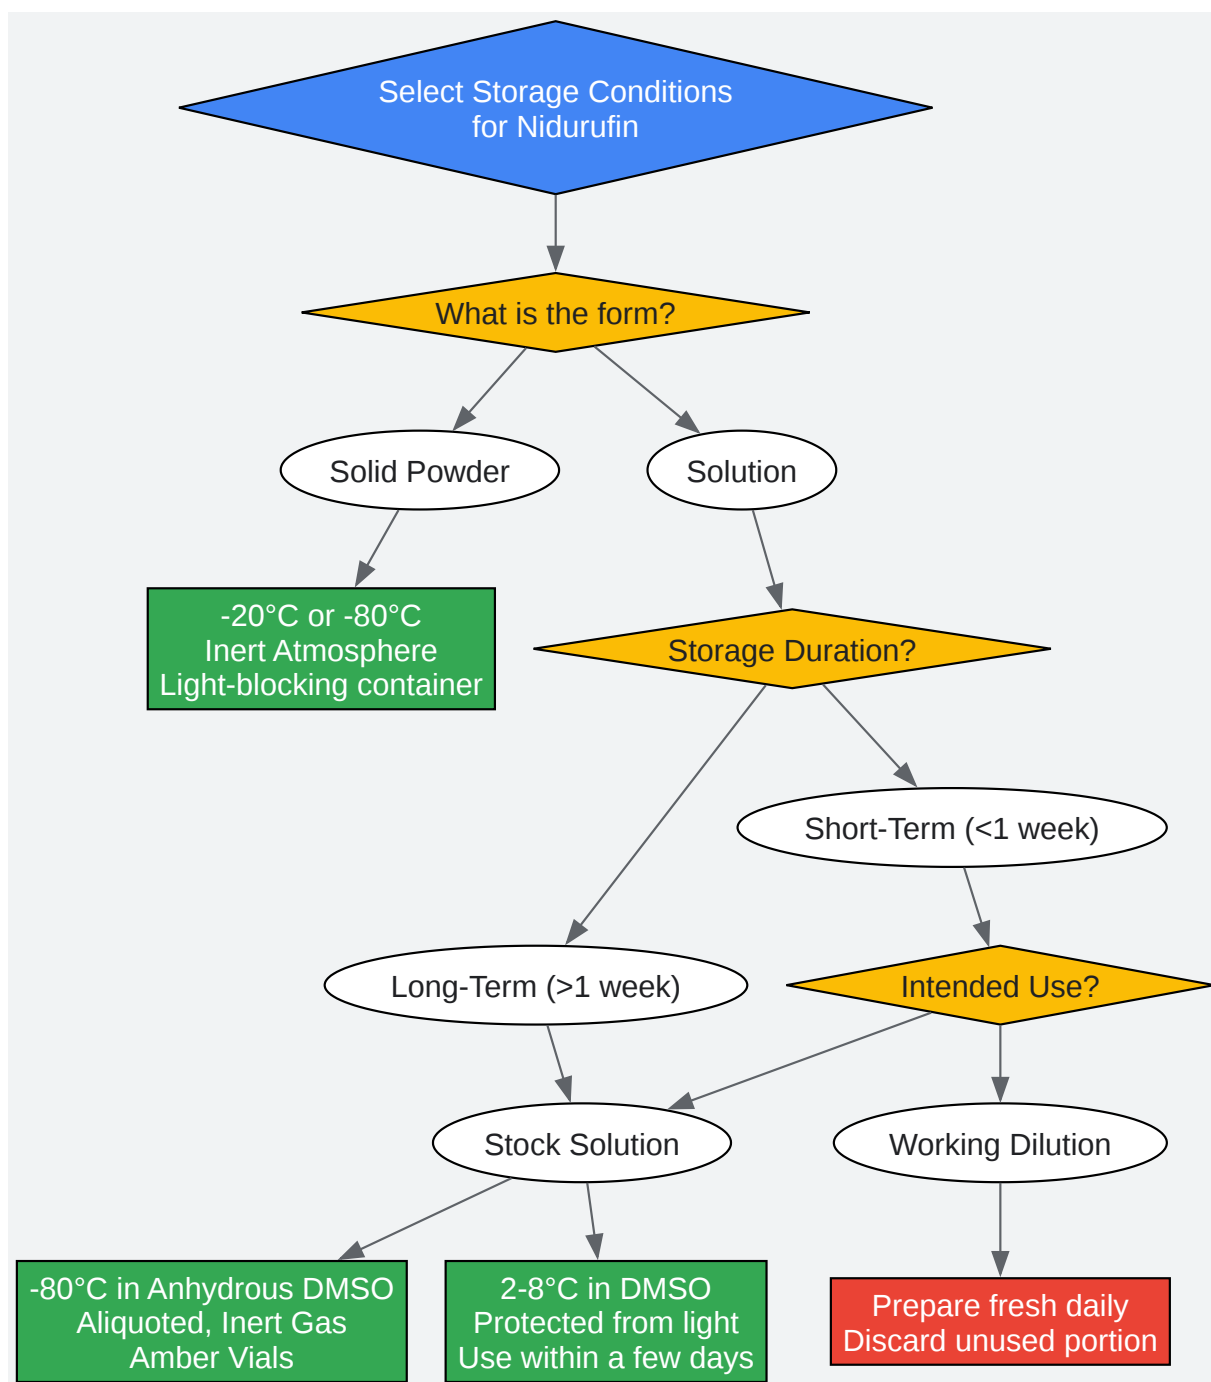 Select Storage Conditions
for Nidurufin
What is the form?
Solid Powder
Solution
-20°C or -80°C
Inert Atmosphere
Light-blocking container
Storage Duration?
Short-Term (<1 week)
Long-Term (>1 week)
Intended Use?
Stock Solution
Working Dilution
-80°C in Anhydrous DMSO
Aliquoted, Inert Gas
Amber Vials
2-8°C in DMSO
Protected from light
Use within a few days
Prepare fresh daily
Discard unused portion